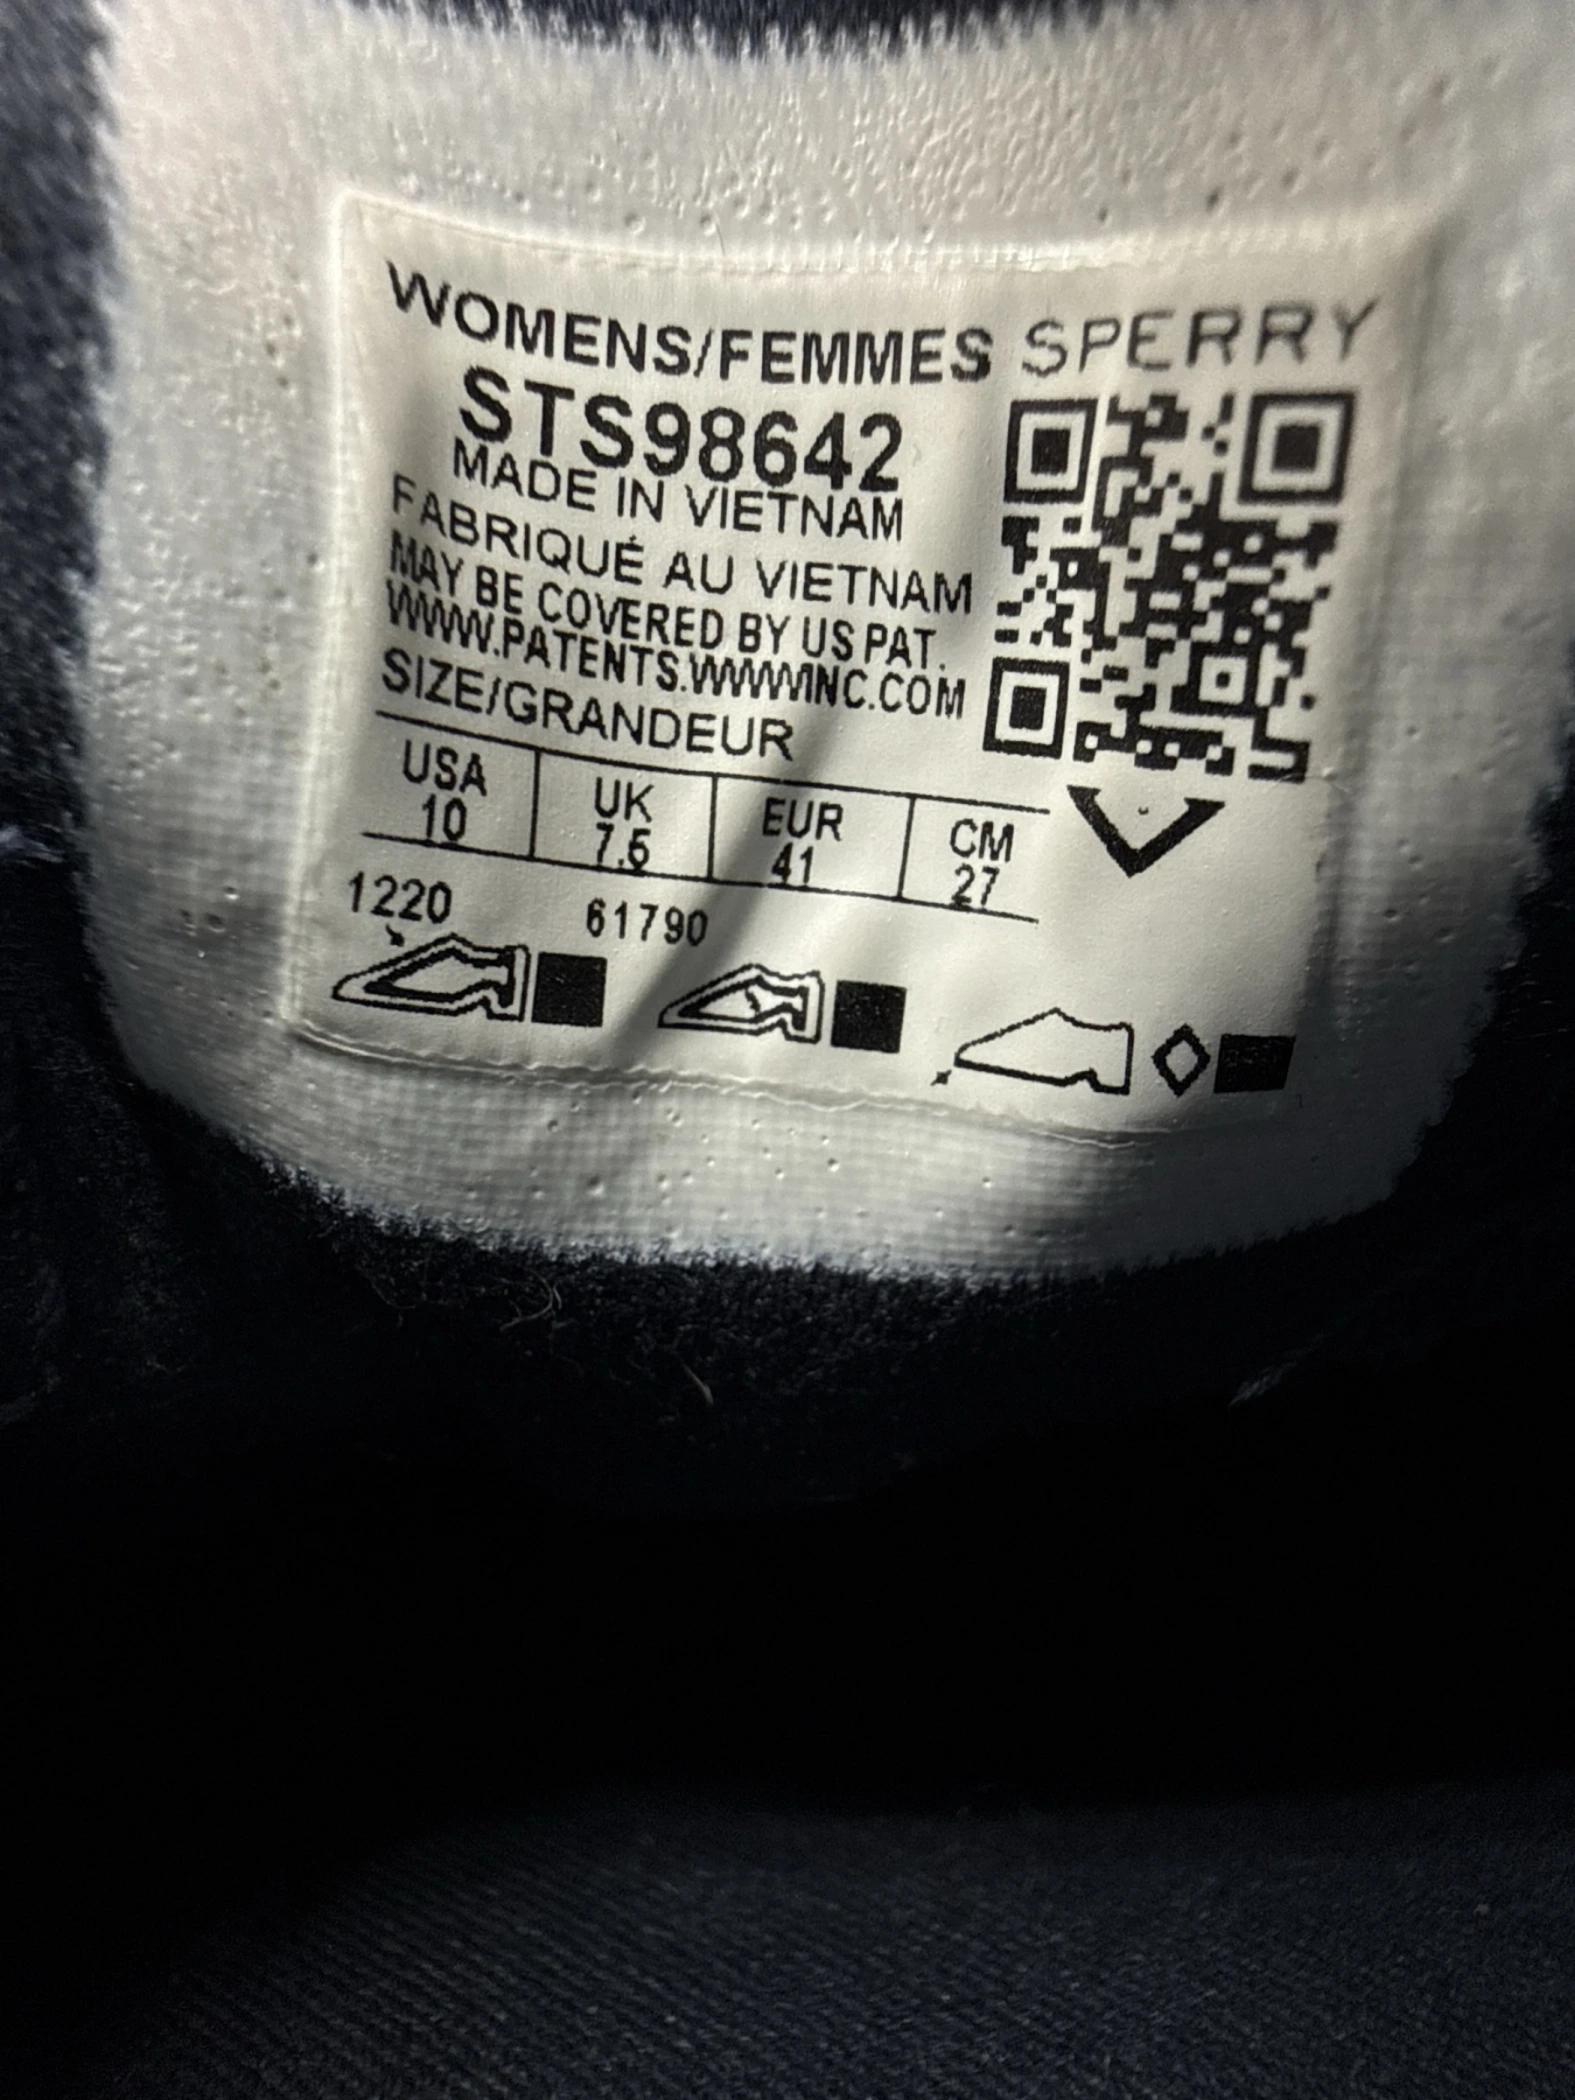 WOMENS/FEMMES SPERRY
STS98642
MADE IN VIETNAM
FABRIQUÉ AU VIETNAM
MAY BE COVERED BY US PAT.
WWW.PATENTS.WWWINC.COM
SIZE/GRANDEUR
USA UK EUR CM
10 7.5 41 27
1220 61790